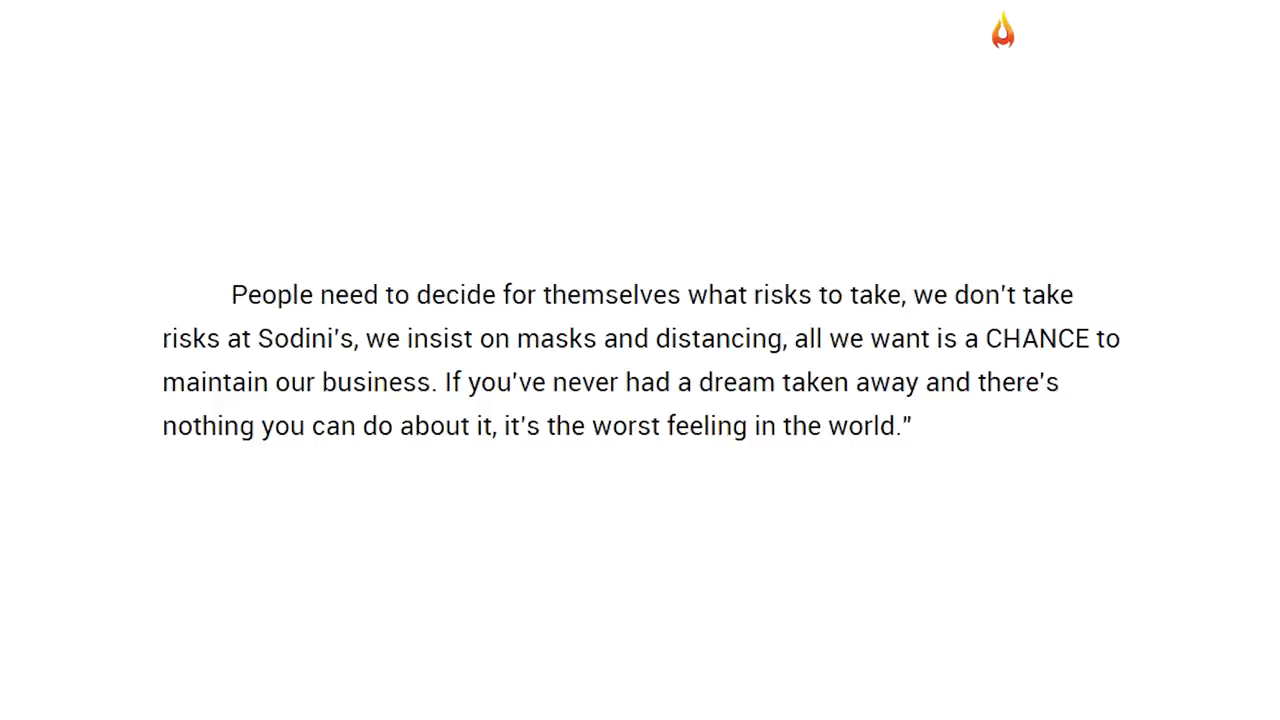 People need to decide for themselves what risks to take, we don't take
risks at Sodini's, we insist on masks and distancing, all we want is a CHANCE to
maintain our business. If you've never had a dream taken away and there's
nothing you can do about it, it's the worst feeling in the world."